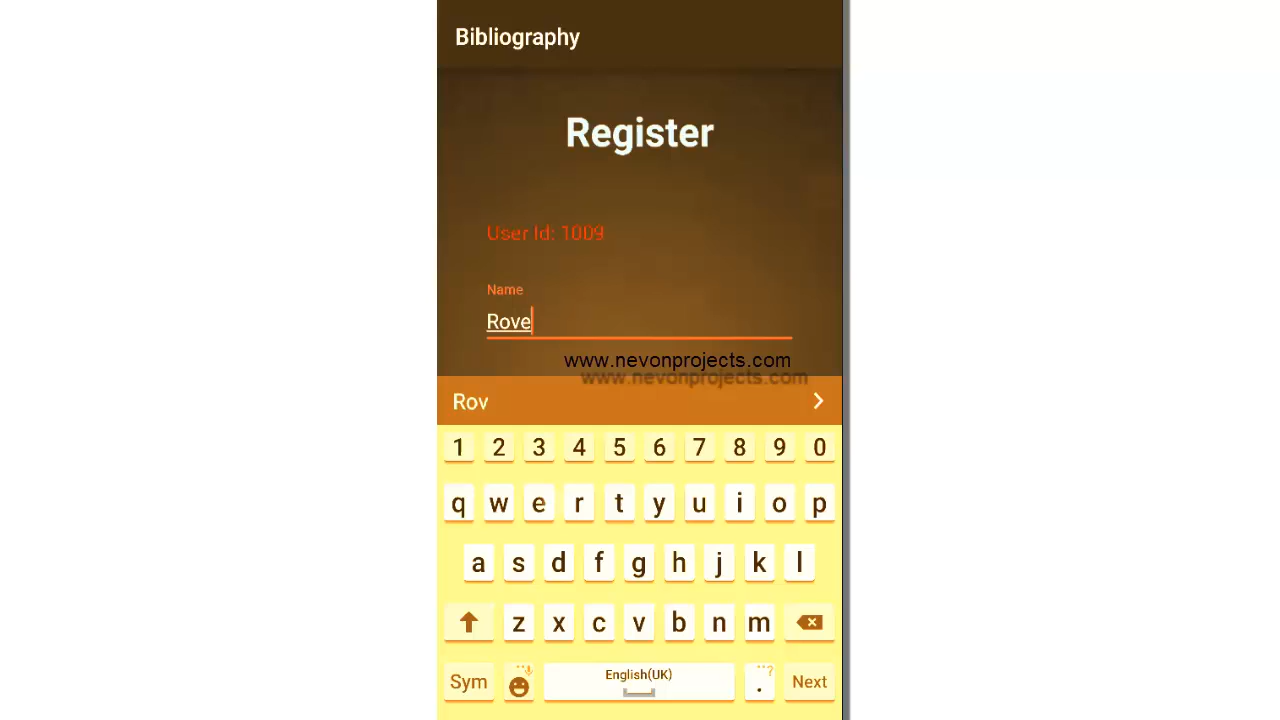 Bibliography
Register
User Id: 1009
Name
Rove
www.nevonprojects.com
www.nevonprojects.com
Rov
1 2 3 4 5 6 7 8 9 0
q w e r t y u i o p
a s d f g h j k l
z x c v b n m
English(UK)
Sym . ? Next